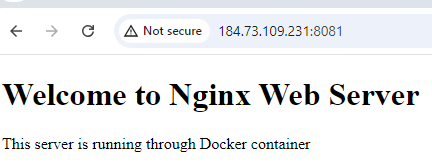 Not secure 184.73.109.231:8081
Welcome to Nginx Web Server
This server is running through Docker container